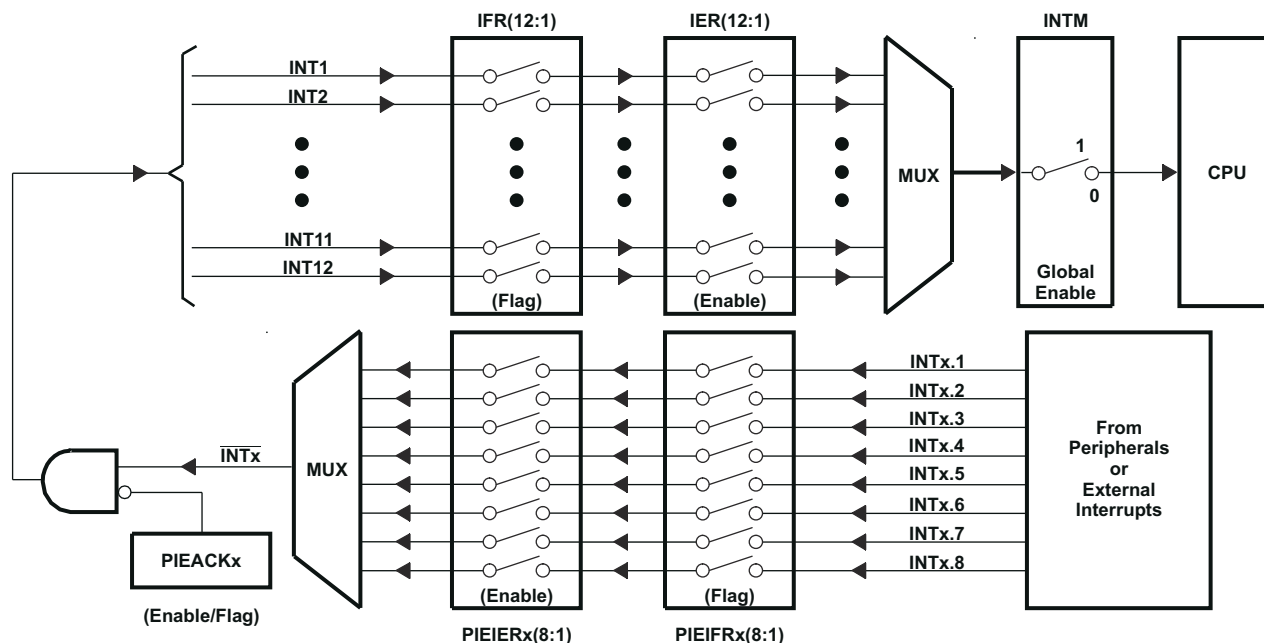 IFR(12:1)
IER(12:1)
INTM
INT1
INT2
1
MUX
CPU
0
INT11
INT12
Global
Enable
(Flag)
(Enable)
INTx.1
INTx.2
INTx.3
INTx.4
INTx.5
INTx.6
INTx.7
INTx.8
From
Peripherals
or
External
Interrupts
INTx
MUX
PIEACKx
(Enable/Flag)
(Enable)
(Flag)
PIEIERx(8:1)
PIEIFRx(8:1)